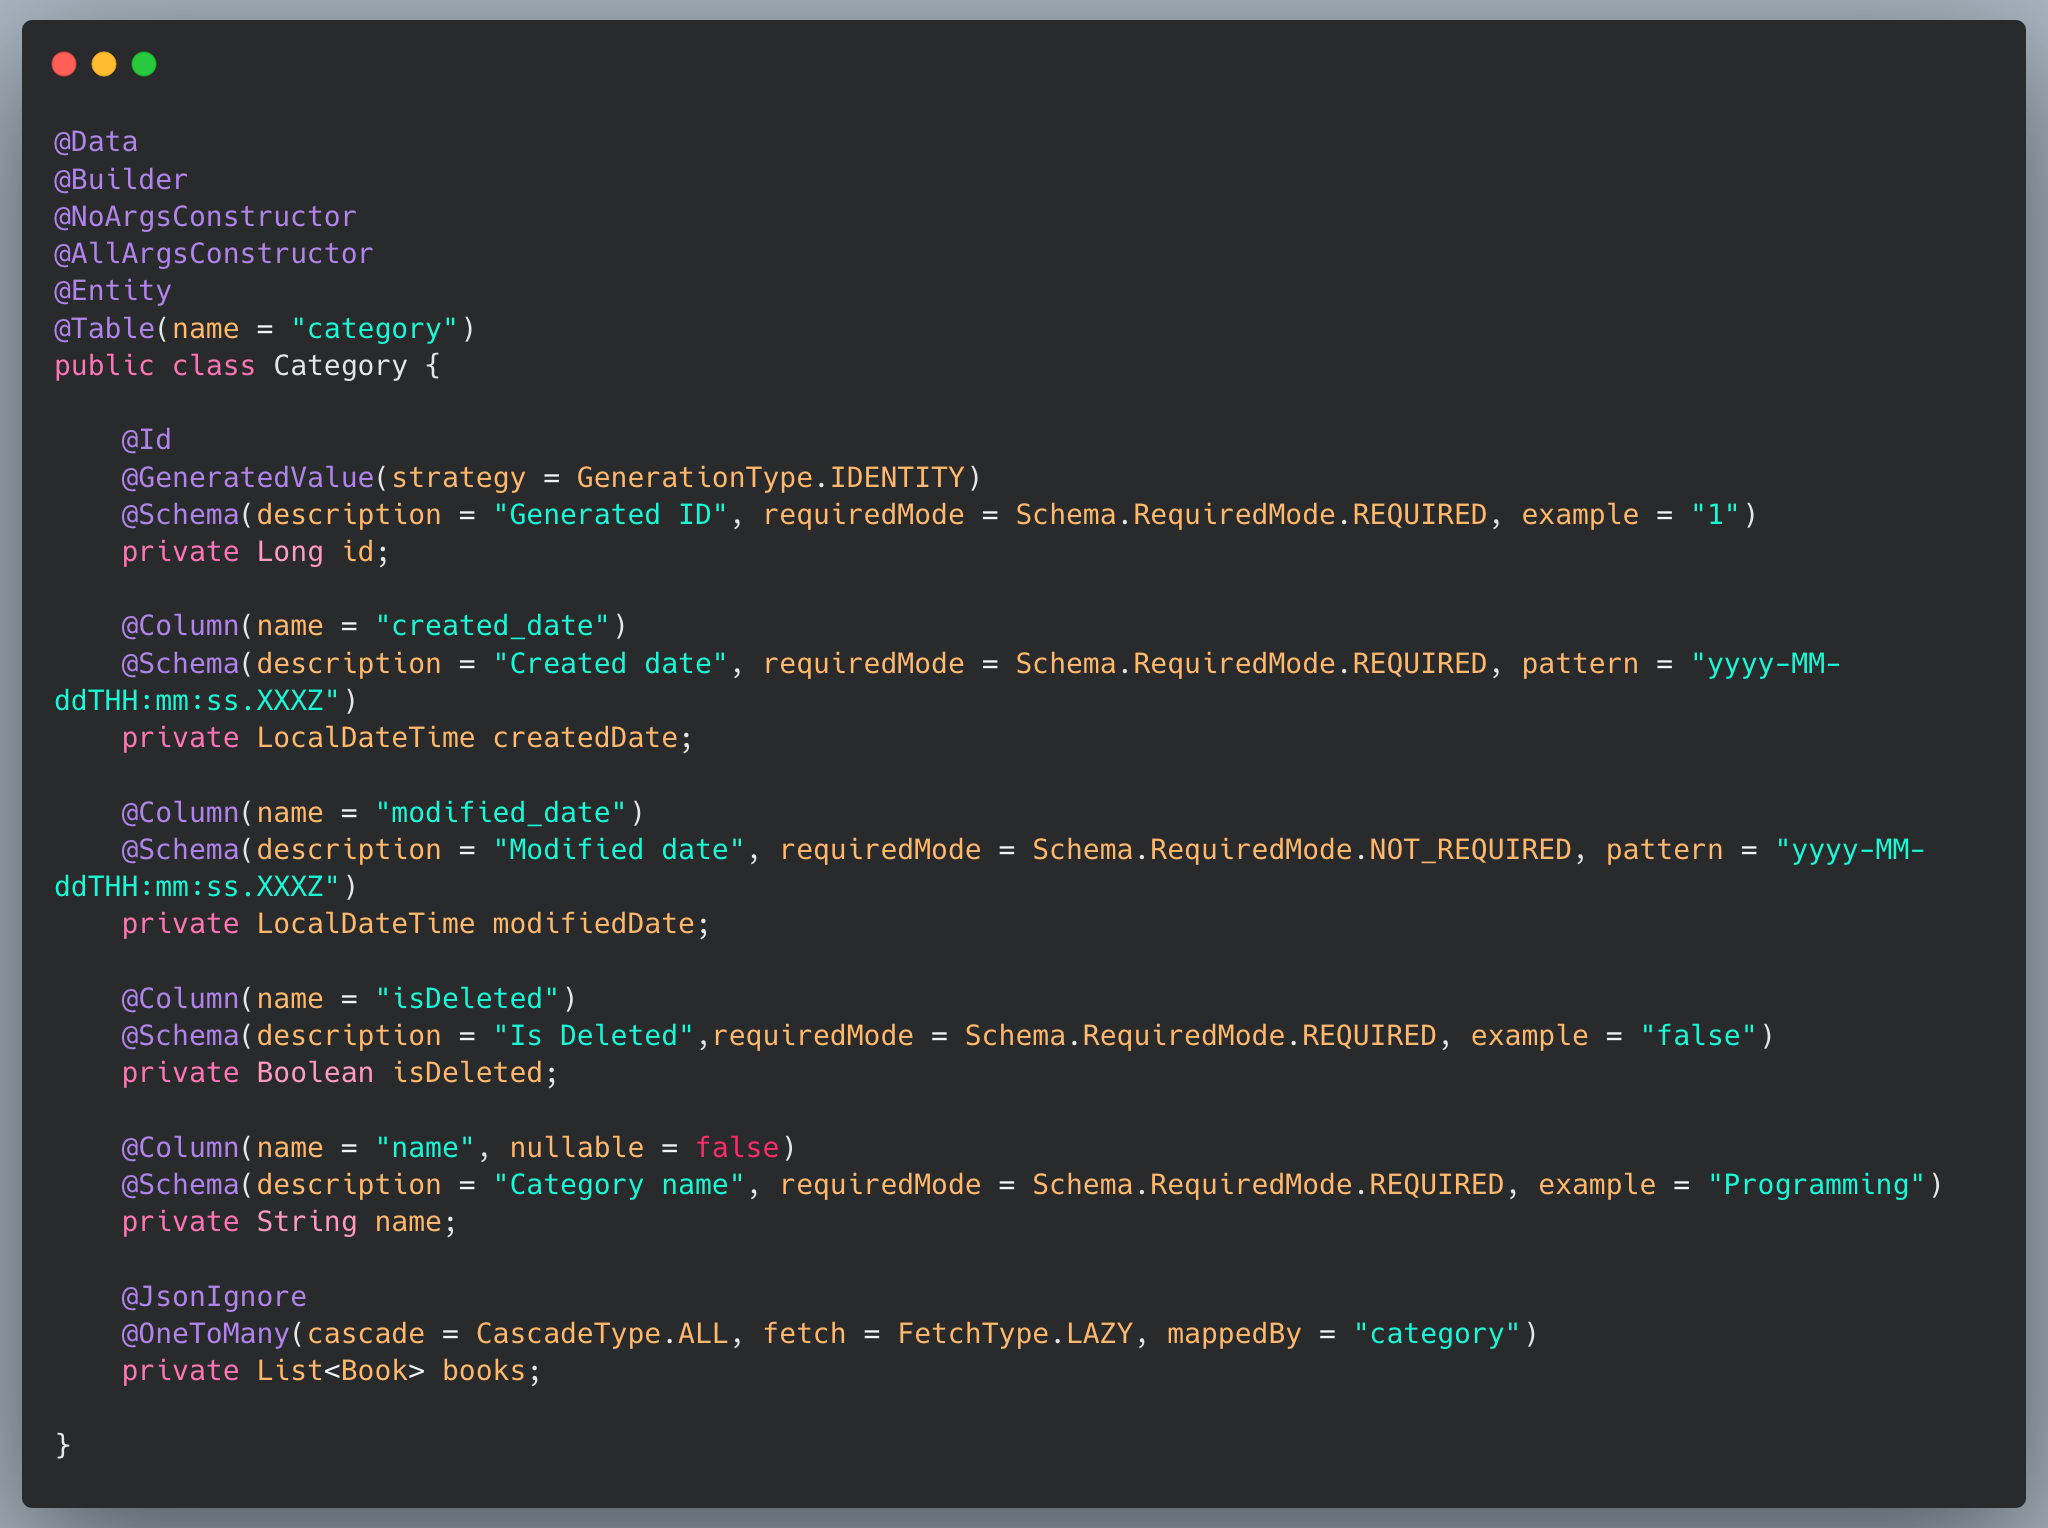 @Data
@Builder
@NoArgsConstructor
@AllArgsConstructor
@Entity
@Table(name = "category")
public class Category {
    @Id
    @GeneratedValue(strategy = GenerationType.IDENTITY)
    @Schema(description = "Generated ID", requiredMode = Schema.RequiredMode.REQUIRED, example = "1")
    private Long id;
    @Column(name = "created_date")
    @Schema(description = "Created date", requiredMode = Schema.RequiredMode.REQUIRED, pattern = "yyyy-MM-
ddTHH:mm:ss.XXXZ")
    private LocalDateTime createdDate;
    @Column(name = "modified_date")
    @Schema(description = "Modified date", requiredMode = Schema.RequiredMode.NOT_REQUIRED, pattern = "yyyy-MM-
ddTHH:mm:ss.XXXZ")
    private LocalDateTime modifiedDate;
    @Column(name = "isDeleted")
    @Schema(description = "Is Deleted",requiredMode = Schema.RequiredMode.REQUIRED, example = "false")
    private Boolean isDeleted;
    @Column(name = "name", nullable = false)
    @Schema(description = "Category name", requiredMode = Schema.RequiredMode.REQUIRED, example = "Programming")
    private String name;
    @JsonIgnore
    @OneToMany(cascade = CascadeType.ALL, fetch = FetchType.LAZY, mappedBy = "category")
    private List<Book> books;
}